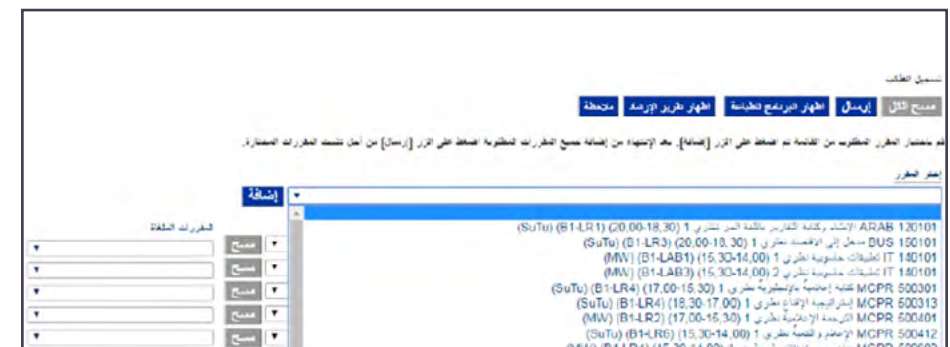 تسجيل الطالب
مسح الكل إرسال اظهار البرنامج للطباعة اظهار تقرير الإرشاد ملاحظة
قم باختيار المقرر المطلوب من القائمة ثم اضغط على الزر [إضافة]. بعد الإنتهاء من إضافة جميع المقررات المطلوبة اضغط على الزر [إرسال] من أجل تثبيت المقررات المختارة.
إختر المقرر
إضافة
ARAB 120101 الإنشاء وكتابة التقارير باللغة العر نظري 1 (20,00-18,30) (B1-LR1) (SuTu)
BUS 150101 مدخل إلى الإقتصاد نظري 1 (20,00-18,30) (B1-LR3) (SuTu)
IT 140101 تطبيقات حاسوبية نظري 1 (15,30-14,00) (B1-LAB1) (MW)
IT 140101 تطبيقات حاسوبية نظري 2 (15,30-14,00) (B1-LAB3) (MW)
MCPR 500301 كتابة إعلامية بالإنجليزية نظري 1 (17,00-15,30) (B1-LR4) (SuTu)
MCPR 500313 إستراتيجية الإقناع نظري 1 (18,30-17,00) (B1-LR4) (SuTu)
MCPR 500401 الترجمة الإعلامية نظري 1 (17,00-15,30) (B1-LR2) (MW)
MCPR 500412 الإعلام والتنمية نظري 1 (15,30-14,00) (B1-LR6) (SuTu)
المقررات الملغاة
مسح
مسح
مسح
مسح
مسح